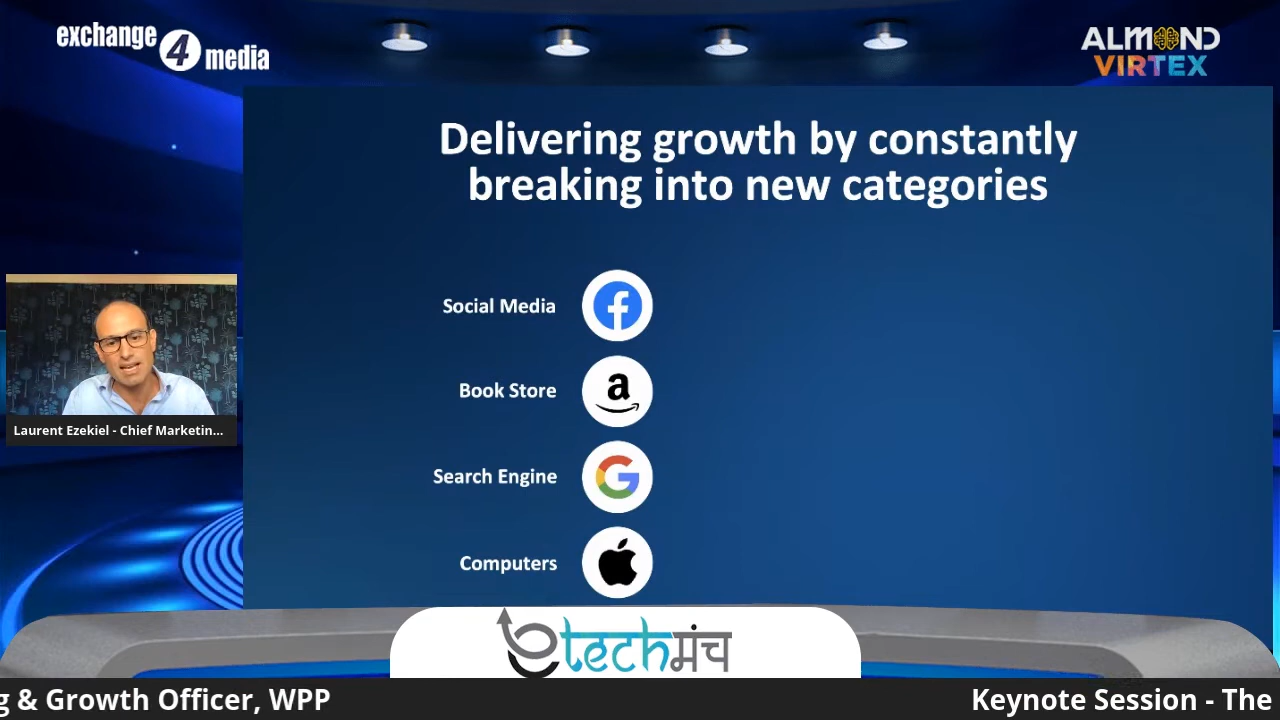 exchange
4
media
ALMOND
VIRTEX
Delivering growth by constantly
breaking into new categories
Social Media
Book Store
a
Search Engine
G
Computers
Laurent Ezekiel - Chief Marketin...
techमंच
g & Growth Officer, WPP
Keynote Session - The